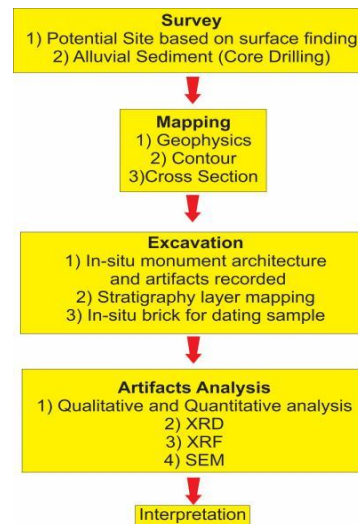 Survey
1) Potential Site based on surface finding
2) Alluvial Sediment (Core Drilling)
Mapping
1) Geophysics
2) Contour
3)Cross Section
Excavation
1) In-situ monument architecture
and artifacts recorded
2) Stratigraphy layer mapping
3) In-situ brick for dating sample
Artifacts Analysis
1) Qualitative and Quantitative analysis
2) XRD
3) XRF
4) SEM
Interpretation